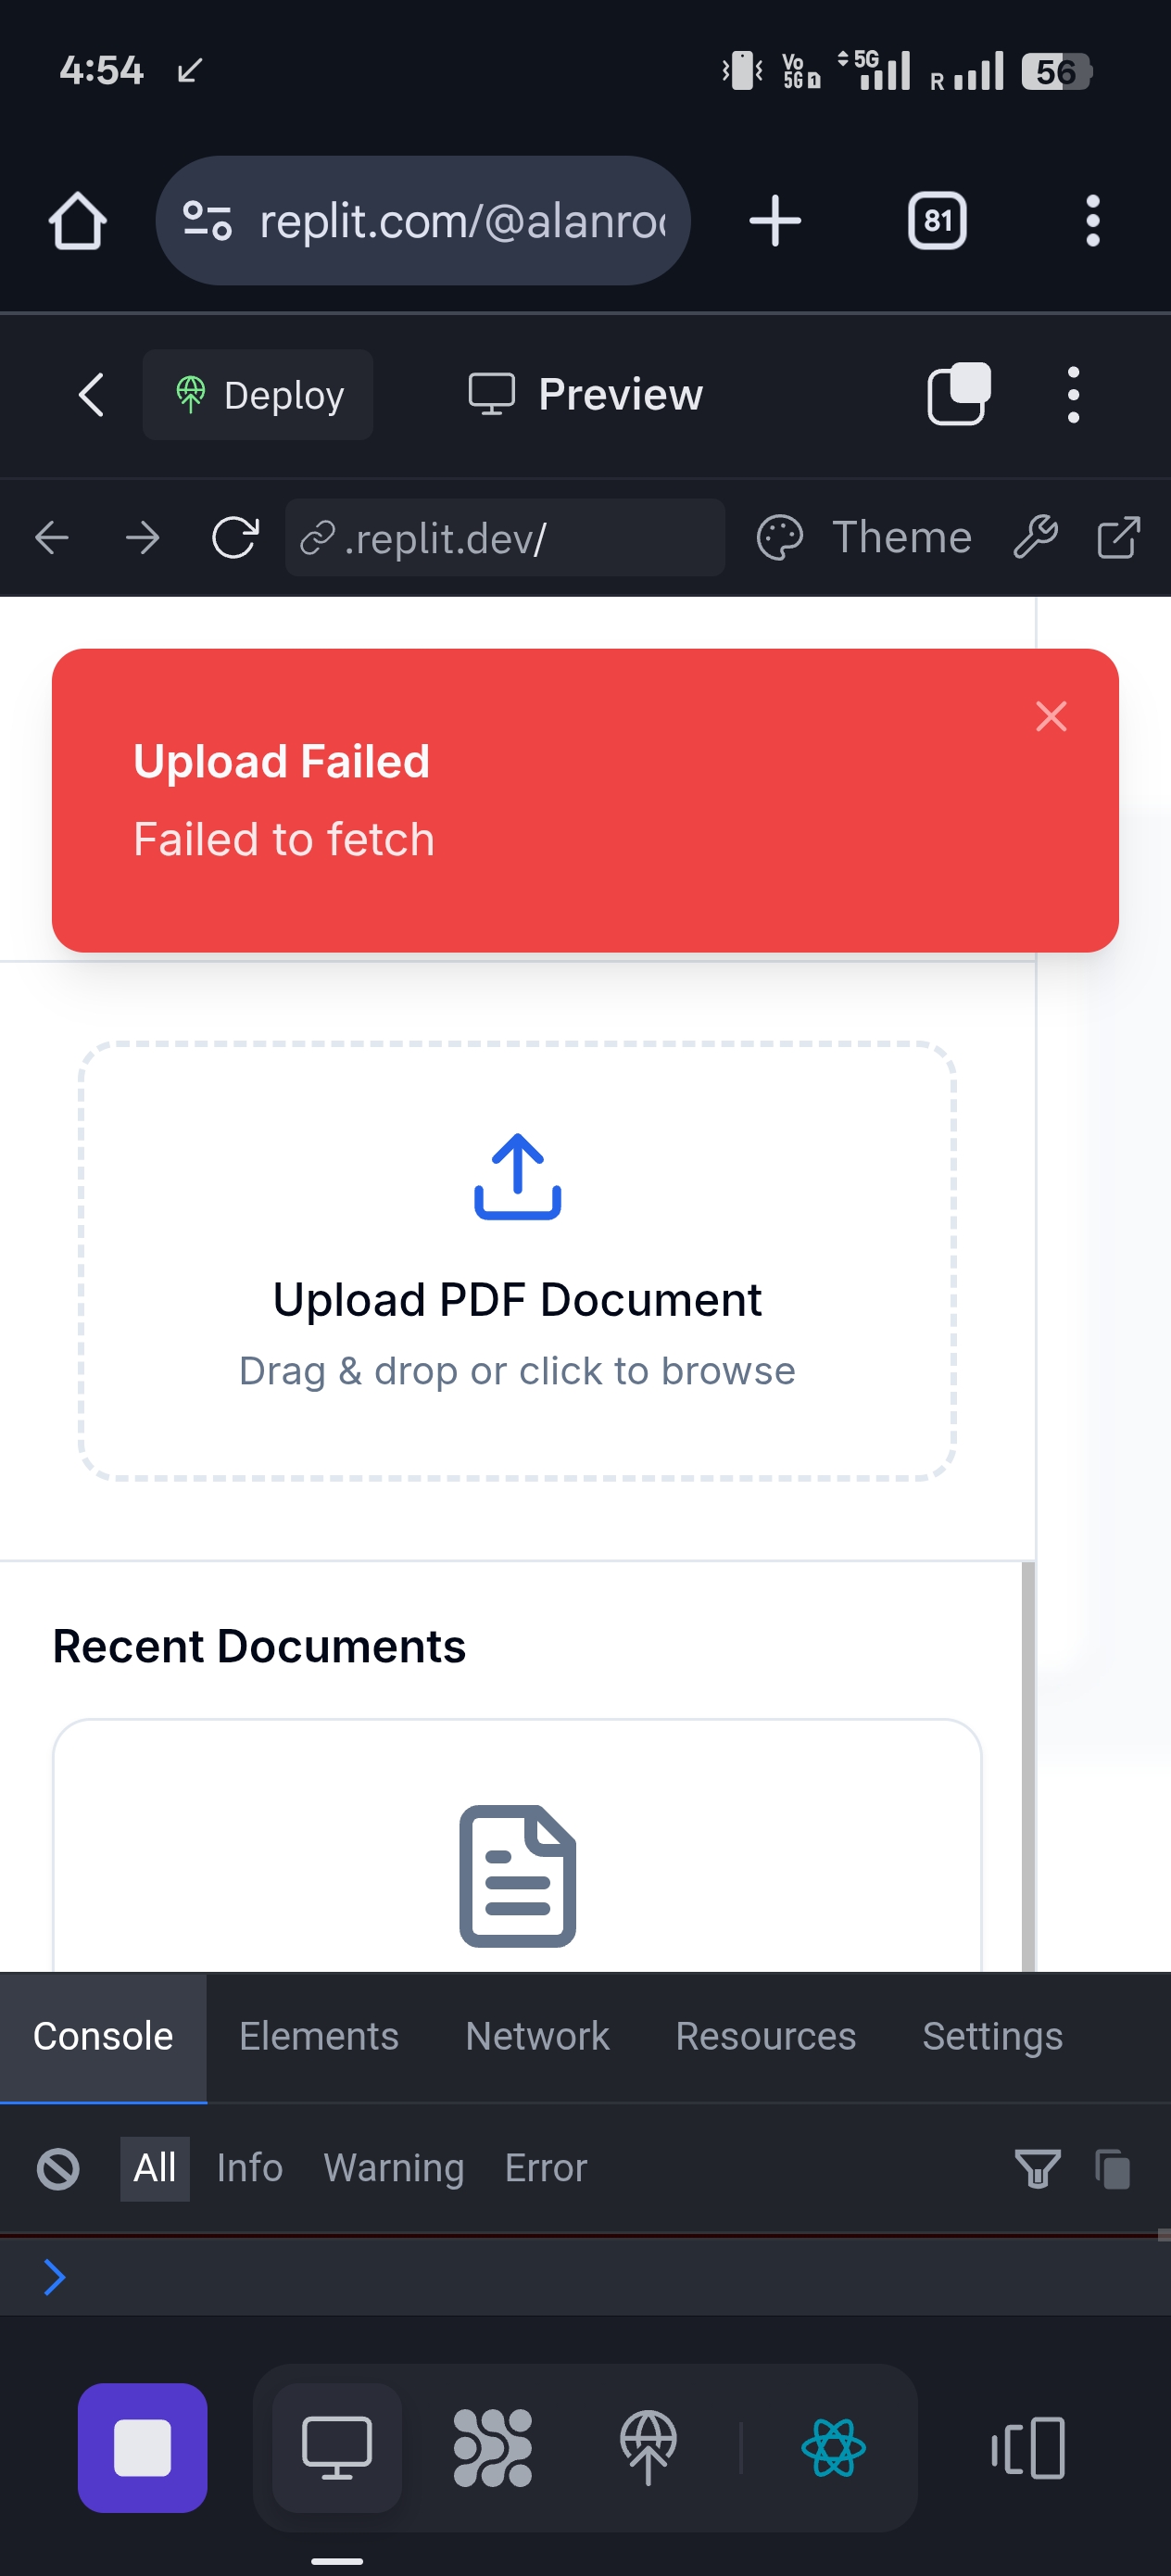 4:54
Vo 5G 1
5G
R
56
replit.com/@alanro
81
Deploy
Preview
.replit.dev/
Theme
Upload Failed
Failed to fetch
Upload PDF Document
Drag & drop or click to browse
Recent Documents
Console Elements Network Resources Settings
All Info Warning Error